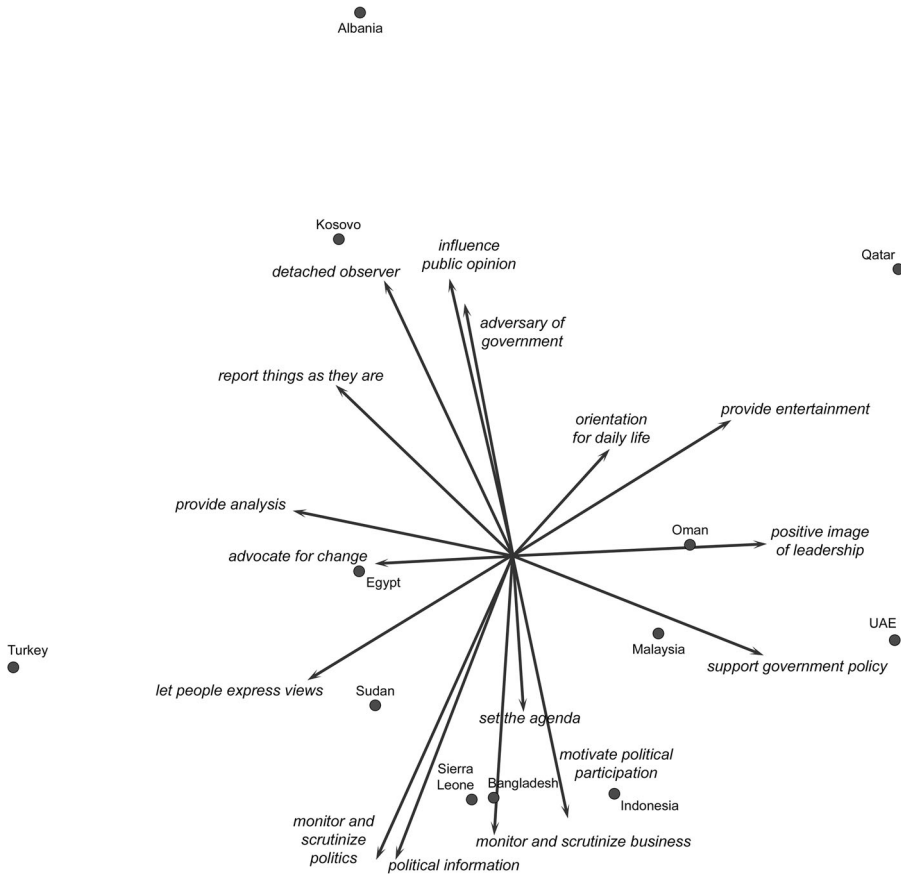 Albania
Kosovo
influence
public opinion
detached observer
Qatar
adversary of
government
report things as they are
orientation
for daily life
provide entertainment
provide analysis
advocate for change
Egypt
Oman
positive image
of leadership
Turkey
let people express views
Sudan
Malaysia
UAE
support government policy
set the agenda
motivate political
participation
Sierra
Leone
Bangladesh
Indonesia
monitor and
scrutinize
politics
monitor and scrutinize business
political information